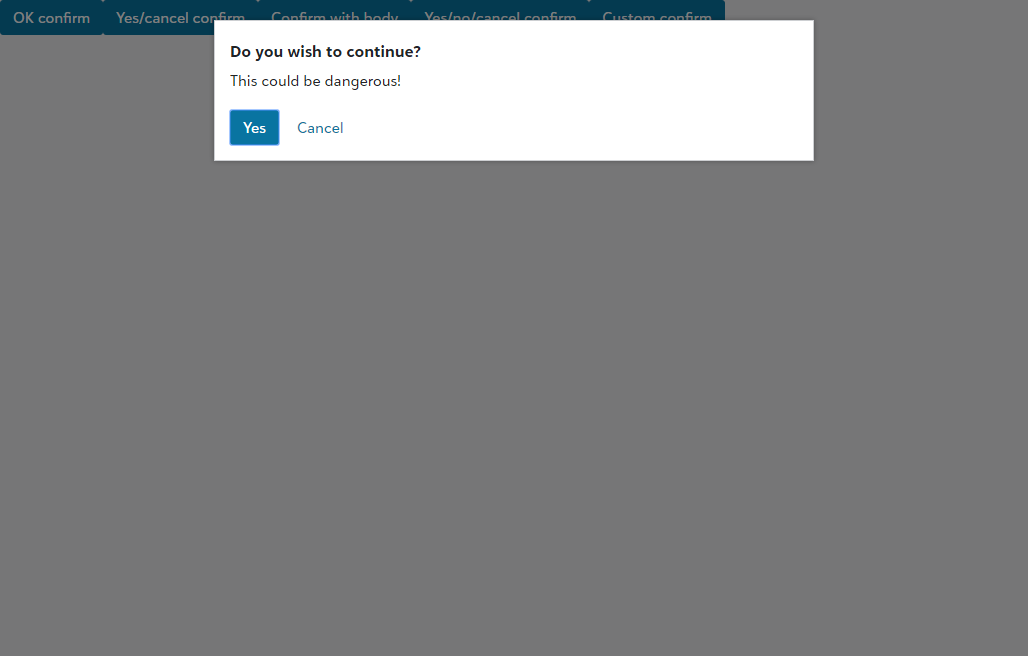 OK confirm Yes/cancel confirm Confirm with body Yes/no/cancel confirm Custom confirm
Do you wish to continue?
This could be dangerous!
Yes Cancel